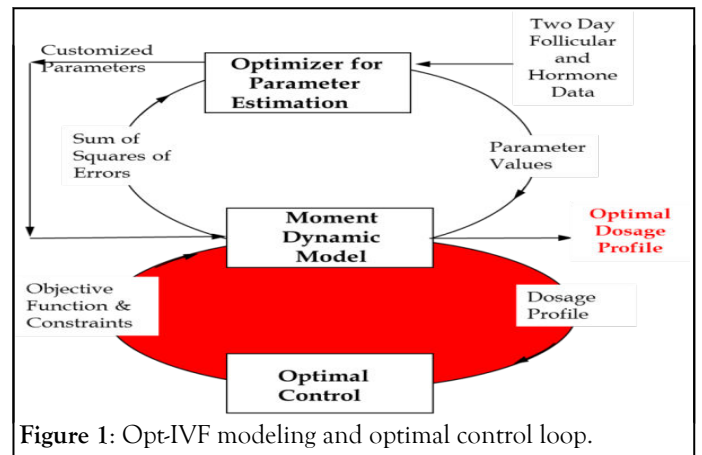 Customized
Parameters
Optimizer for
Parameter
Estimation
Two Day
Follicular
and
Hormone
Data
Sum of
Squares of
Errors
Parameter
Values
Moment
Dynamic
Model
Optimal
Dosage
Profile
Objective
Function &
Constraints
Dosage
Profile
Optimal
Control
Figure 1: Opt-IVF modeling and optimal control loop.